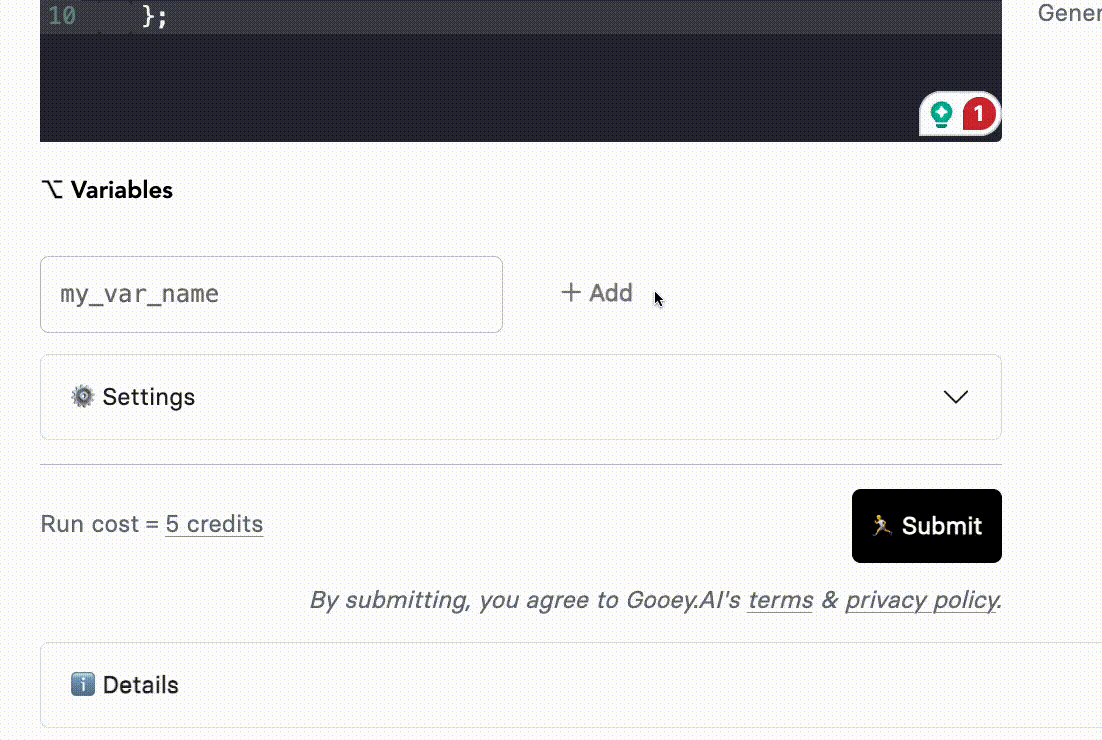 10 };
Gener
1
⌥ Variables
my_var_name
+ Add
⚙️ Settings
Run cost = 5 credits
🏃 Submit
By submitting, you agree to Gooey.AI's terms & privacy policy.
ℹ️ Details